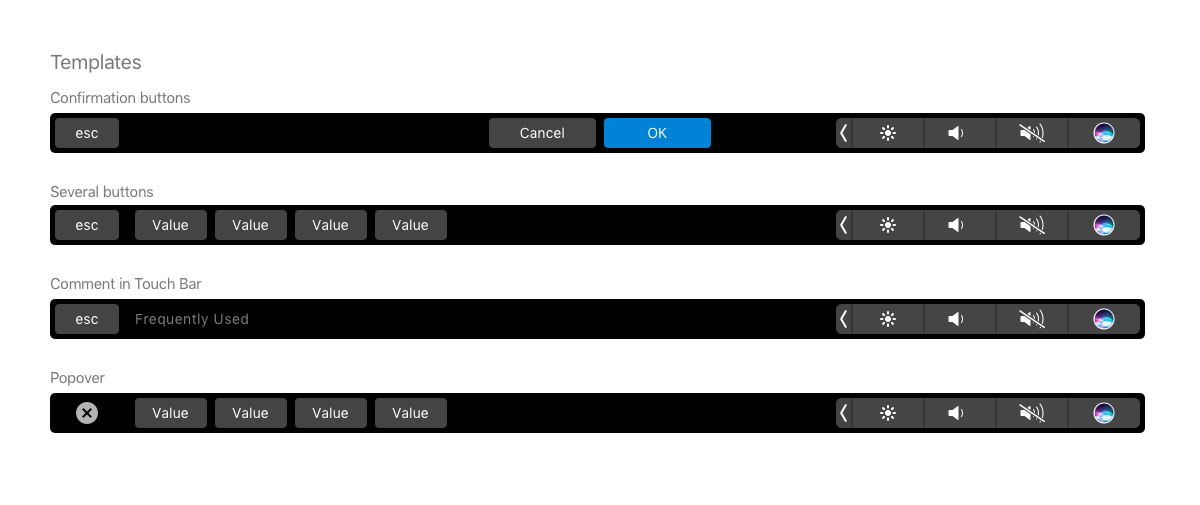 Templates
Confirmation buttons
esc Cancel OK
Several buttons
esc Value Value Value Value
Comment in Touch Bar
esc Frequently Used
Popover
Value Value Value Value